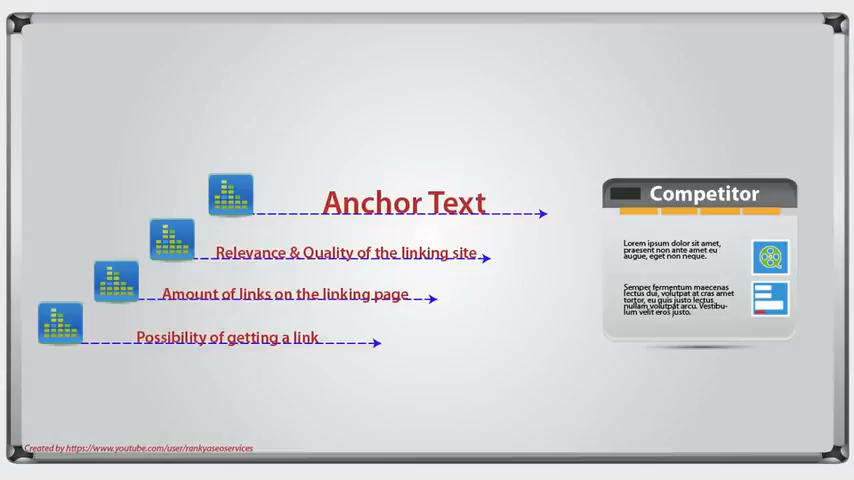 Anchor Text
Relevance & Quality of the linking site
Amount of links on the linking page
Possibility of getting a link
Competitor
Lorem ipsum dolor sit amet,
praesent non ante amet eu
augue, eget non neque.
Semper fermentum maecenas
lectus dui, volutpat at cras amet
tortor, eu quis justo lectus
nullam volutpat arcu. Vestibu-
lum velit eros justo.
Created by https://www.youtube.com/user/rankyaseoservices